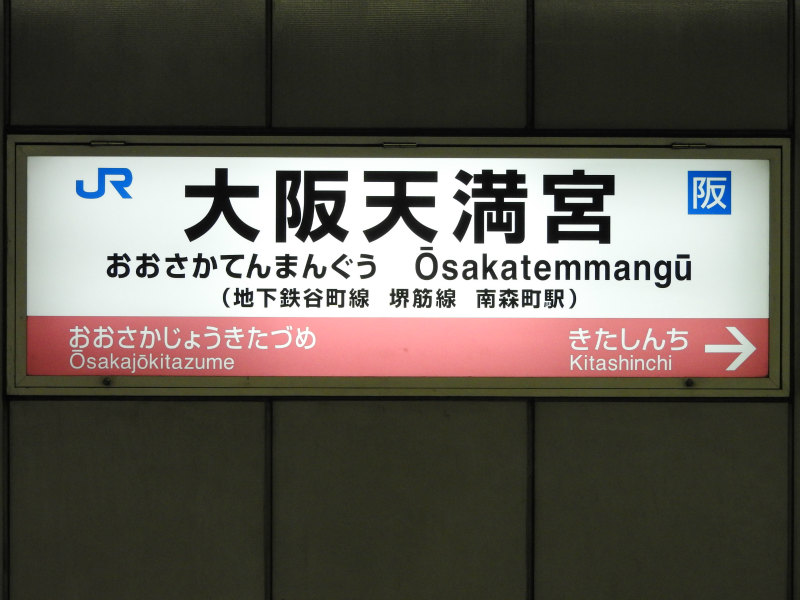 JR 大阪天満宮 阪
おおさかてんまんぐう Ōsakatemmangū
（地下鉄谷町線 堺筋線 南森町駅）
おおさかじょうきたづめ きたしんち
Ōsakajōkitazume Kitashinchi